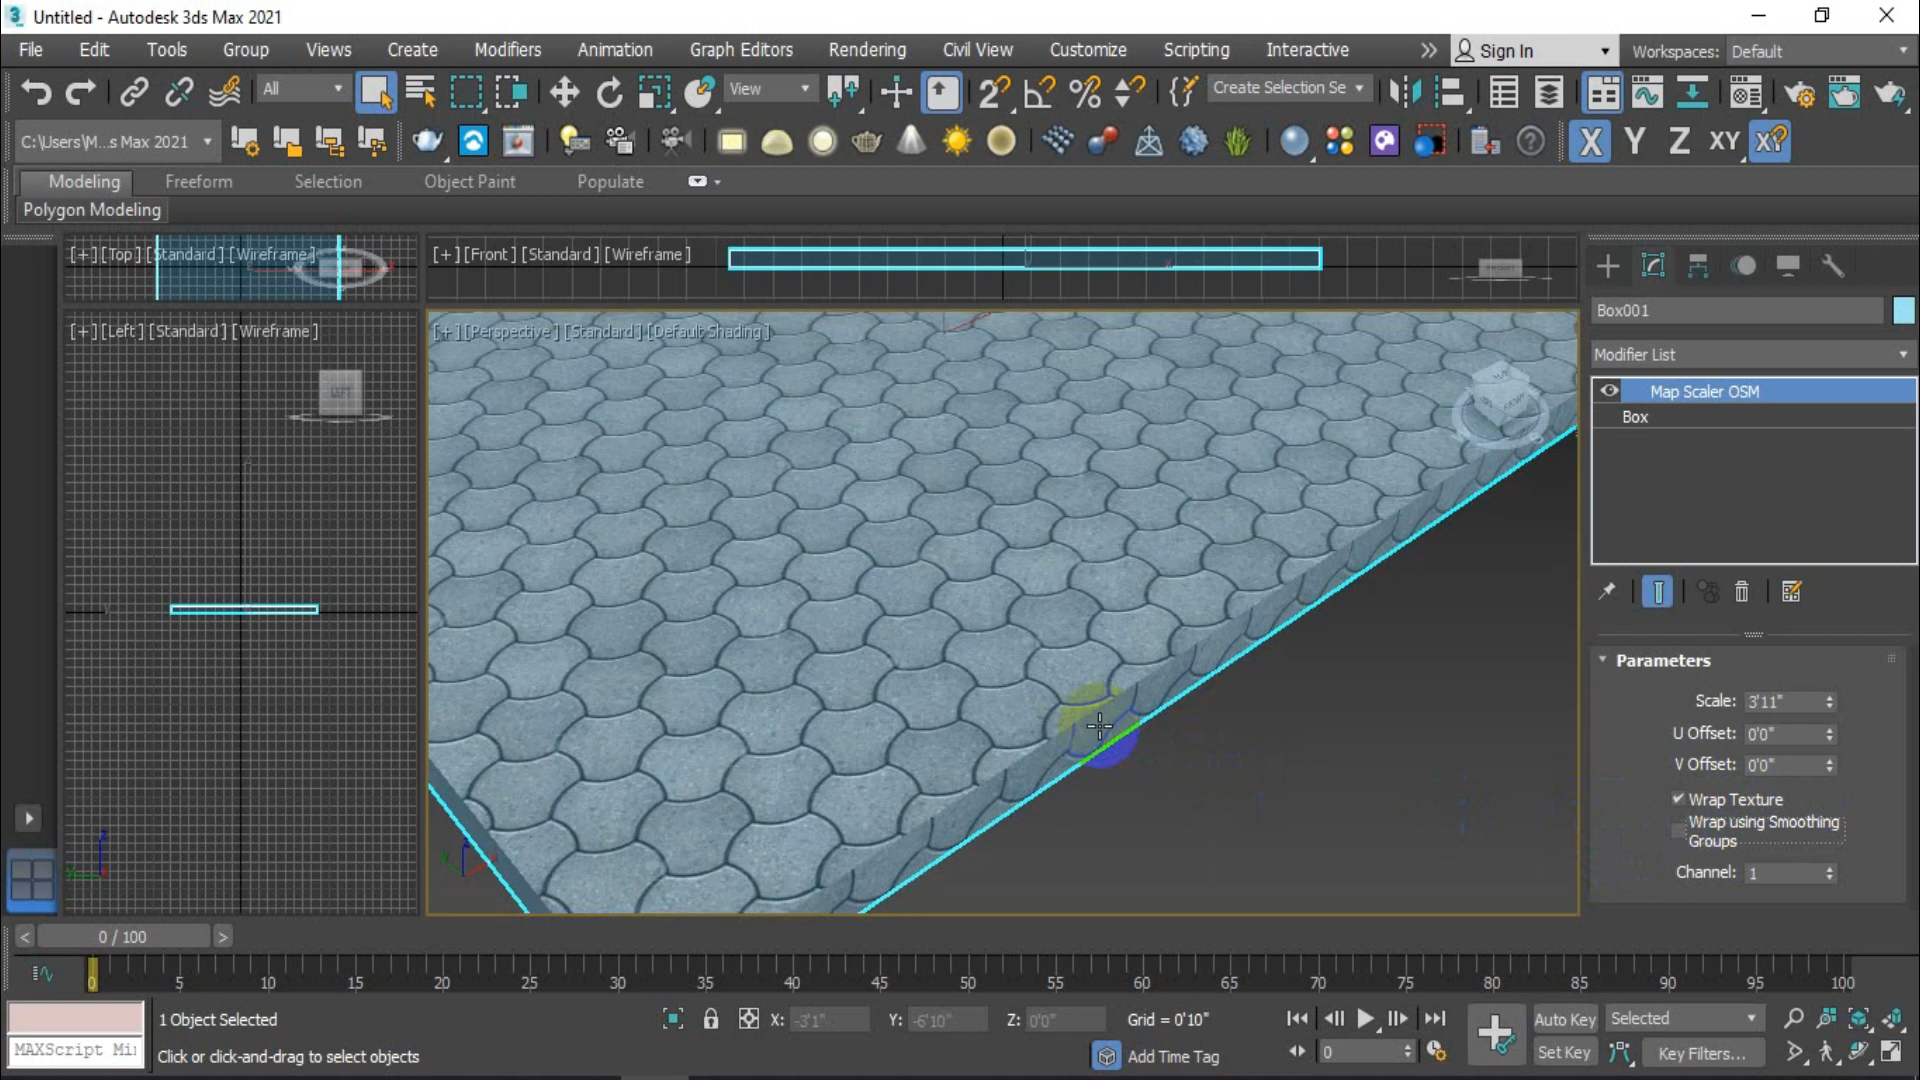 3 Untitled - Autodesk 3ds Max 2021
File Edit Tools Group Views Create Modifiers Animation Graph Editors Rendering Civil View Customize Scripting Interactive Sign In Workspaces: Default
All View Create Selection Se
C:\Users\M...s Max 2021 X Y Z XY
Modeling Freeform Selection Object Paint Populate
Polygon Modeling
[+] [Top] [Standard] [Wireframe]
[+] [Front] [Standard] [Wireframe]
FRONT
[+] [Left] [Standard] [Wireframe]
LEFT
[+] [Perspective] [Standard] [Default Shading]
Box001
Modifier List
Map Scaler OSM
Box
Parameters
Scale: 3'11"
U Offset: 0'0"
V Offset: 0'0"
Wrap Texture
Wrap using Smoothing
Groups
Channel: 1
< 0 / 100 >
0 5 10 15 20 25 30 35 40 45 50 55 60 65 70 75 80 85 90 95 100
1 Object Selected X: -3'1" Y: -6'10" Z: 0'0" Grid = 0'10" Auto Key Selected
MAXScript Mi Click or click-and-drag to select objects Add Time Tag 0 Set Key Key Filters...